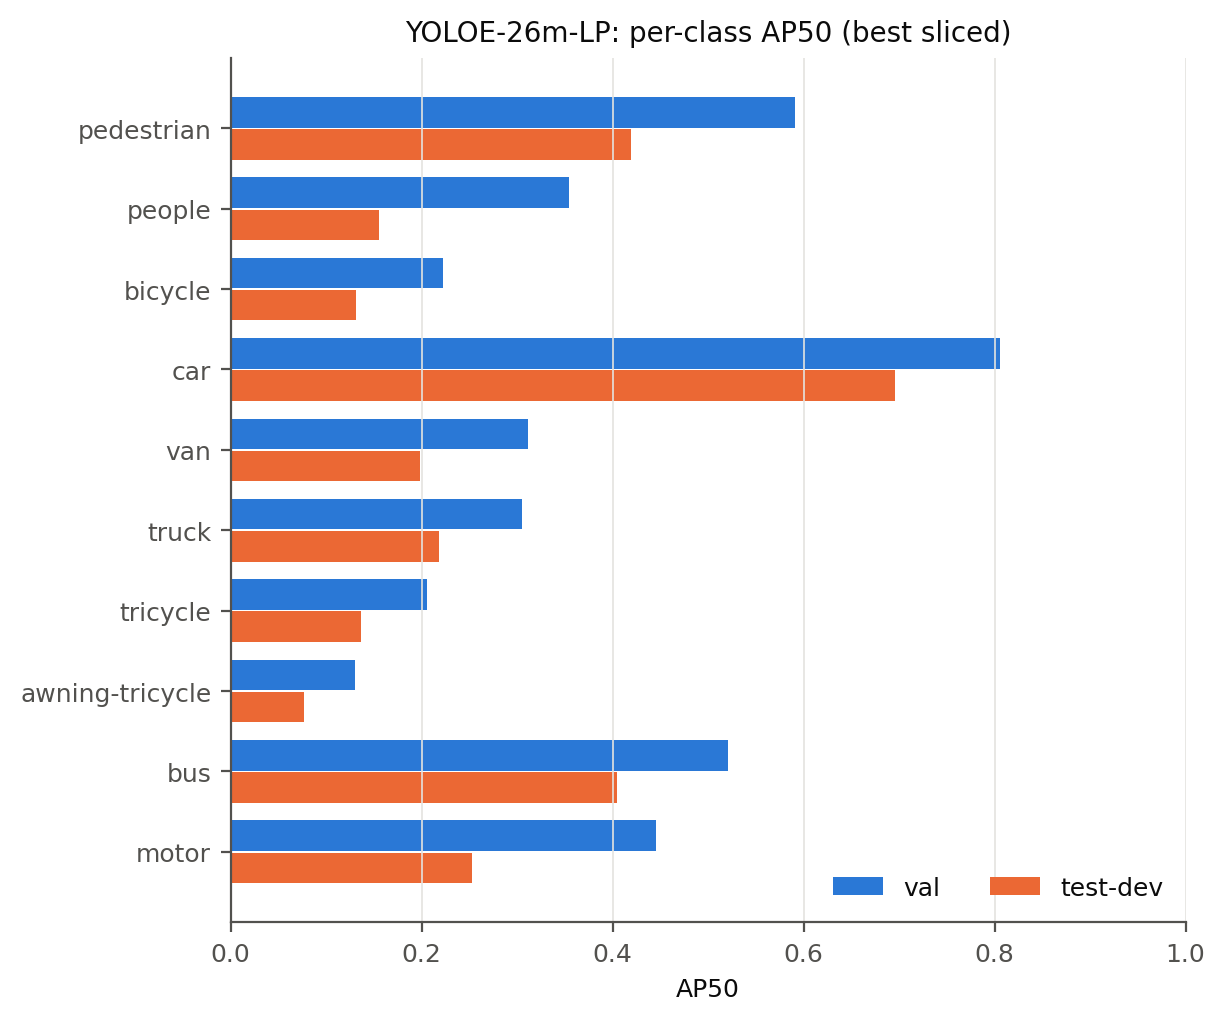 YOLOE-26m-LP: per-class AP50 (best sliced)
pedestrian
people
bicycle
car
van
truck
tricycle
awning-tricycle
bus
motor
val test-dev
0.0 0.2 0.4 0.6 0.8 1.0
AP50